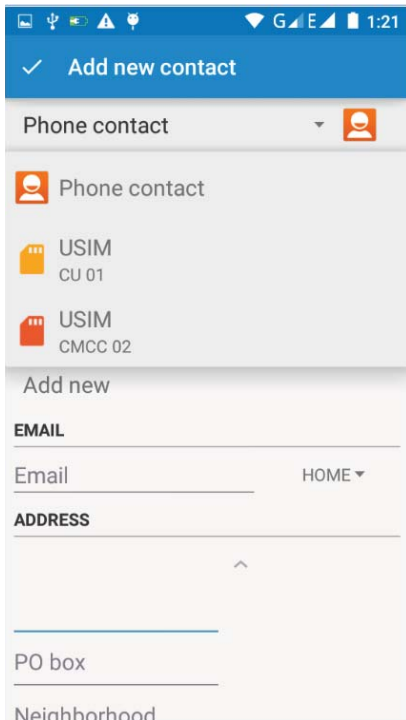 G E 1:21
Add new contact
Phone contact
Phone contact
USIM
CU 01
USIM
CMCC 02
Add new
EMAIL
Email HOME
ADDRESS
PO box
Neighborhood